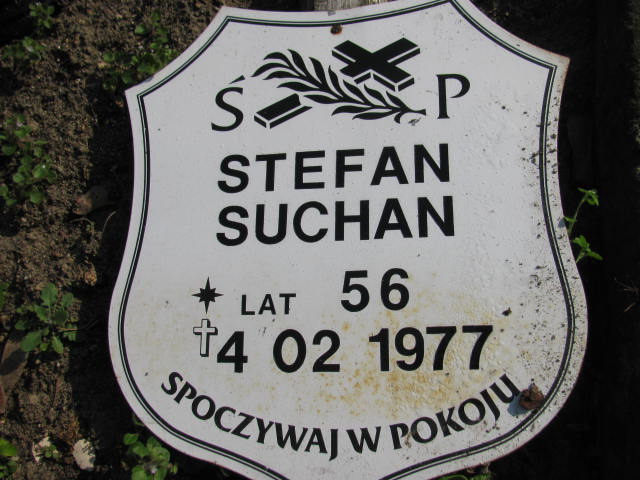 Ś P
STEFAN
SUCHAN
LAT 56
4 02 1977
SPOCZYWAJ W POKOJU